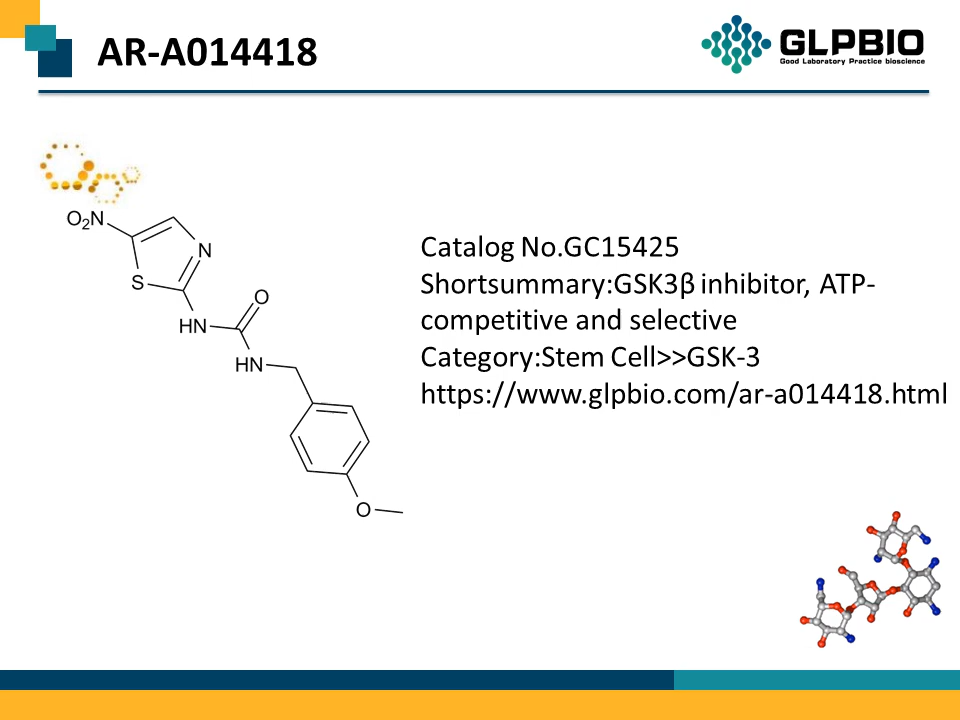 AR-A014418
GLPBIO
Good Laboratory Practice bioscience
O₂N
N
S
O
HN
HN
O
Catalog No.GC15425
Shortsummary:GSK3β inhibitor, ATP-
competitive and selective
Category:Stem Cell>>GSK-3
https://www.glpbio.com/ar-a014418.html